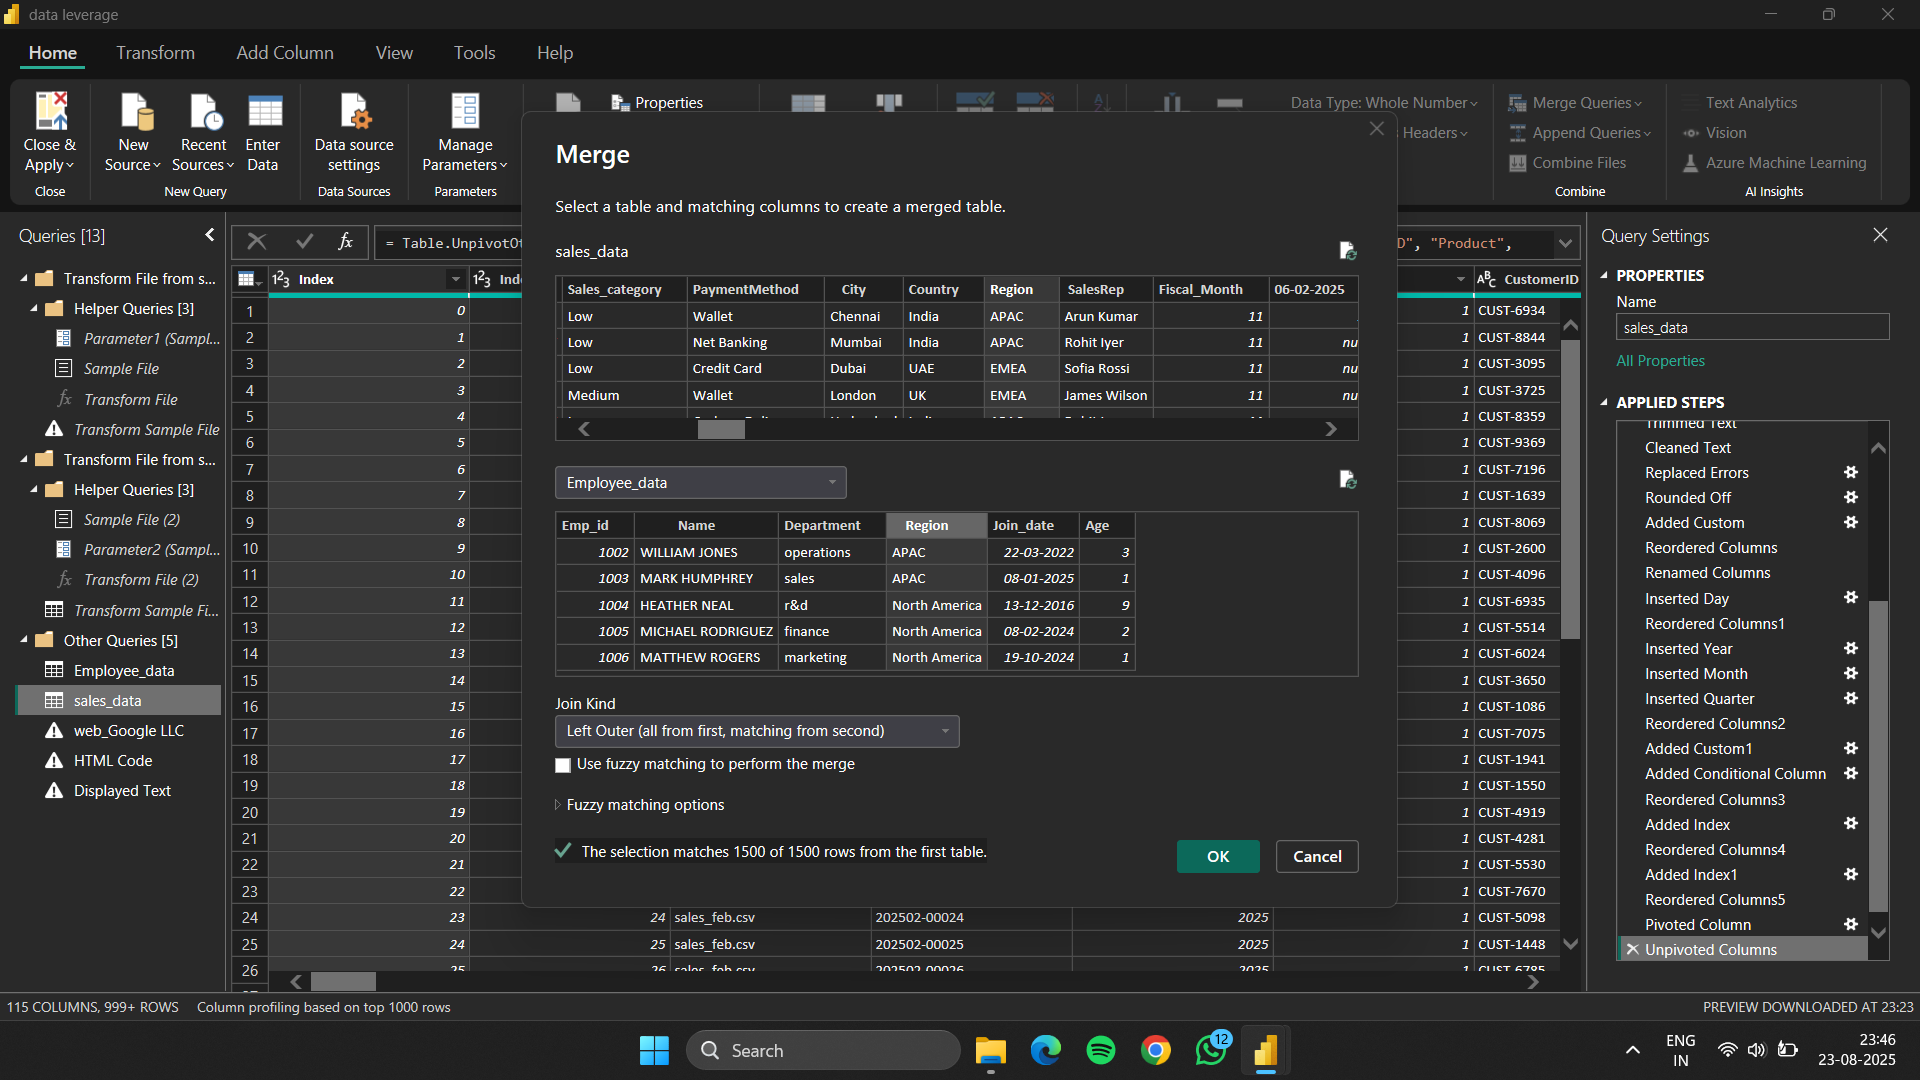 data leverage
Home Transform Add Column View Tools Help
Close & Apply
New Source
Recent Sources
Enter Data
Data source settings
Manage Parameters
Properties
Data Type: Whole Number
Headers
Merge Queries
Append Queries
Combine Files
Text Analytics
Vision
Azure Machine Learning
Close
New Query
Data Sources
Parameters
Combine
AI Insights
Queries [13]
Transform File from s...
Helper Queries [3]
Parameter1 (Sampl...
Sample File
Transform File
Transform Sample File
Transform File from s...
Helper Queries [3]
Sample File (2)
Parameter2 (Sampl...
Transform File (2)
Transform Sample Fi...
Other Queries [5]
Employee_data
sales_data
web_Google LLC
HTML Code
Displayed Text
= Table.UnpivotOt
D", "Product",
Index
CustomerID
1 0 1 CUST-6934
2 1 1 CUST-8844
3 2 1 CUST-3095
4 3 1 CUST-3725
5 4 1 CUST-8359
6 5 1 CUST-9369
7 6 1 CUST-7196
8 7 1 CUST-1639
9 8 1 CUST-8069
10 9 1 CUST-2600
11 10 1 CUST-4096
12 11 1 CUST-6935
13 12 1 CUST-5514
14 13 1 CUST-6024
15 14 1 CUST-3650
16 15 1 CUST-1086
17 16 1 CUST-7075
18 17 1 CUST-1941
19 18 1 CUST-1550
20 19 1 CUST-4919
21 20 1 CUST-4281
22 21 1 CUST-5530
23 22 1 CUST-7670
24 23 24 sales_feb.csv 202502-00024 2025 1 CUST-5098
25 24 25 sales_feb.csv 202502-00025 2025 1 CUST-1448
26 25 26 sales_feb.csv 202502-00026 2025 1 CUST-6785
Merge
Select a table and matching columns to create a merged table.
sales_data
Sales_category PaymentMethod City Country Region SalesRep Fiscal_Month 06-02-2025
Low Wallet Chennai India APAC Arun Kumar 11
Low Net Banking Mumbai India APAC Rohit Iyer 11 nu
Low Credit Card Dubai UAE EMEA Sofia Rossi 11 nu
Medium Wallet London UK EMEA James Wilson 11 nu
Employee_data
Emp_id Name Department Region Join_date Age
1002 WILLIAM JONES operations APAC 22-03-2022 3
1003 MARK HUMPHREY sales APAC 08-01-2025 1
1004 HEATHER NEAL r&d North America 13-12-2016 9
1005 MICHAEL RODRIGUEZ finance North America 08-02-2024 2
1006 MATTHEW ROGERS marketing North America 19-10-2024 1
Join Kind
Left Outer (all from first, matching from second)
Use fuzzy matching to perform the merge
Fuzzy matching options
The selection matches 1500 of 1500 rows from the first table.
OK
Cancel
Query Settings
PROPERTIES
Name
sales_data
All Properties
APPLIED STEPS
Trimmed Text
Cleaned Text
Replaced Errors
Rounded Off
Added Custom
Reordered Columns
Renamed Columns
Inserted Day
Reordered Columns1
Inserted Year
Inserted Month
Inserted Quarter
Reordered Columns2
Added Custom1
Added Conditional Column
Reordered Columns3
Added Index
Reordered Columns4
Added Index1
Reordered Columns5
Pivoted Column
Unpivoted Columns
115 COLUMNS, 999+ ROWS Column profiling based on top 1000 rows
PREVIEW DOWNLOADED AT 23:23
Search
12
ENG
IN
23:46
23-08-2025